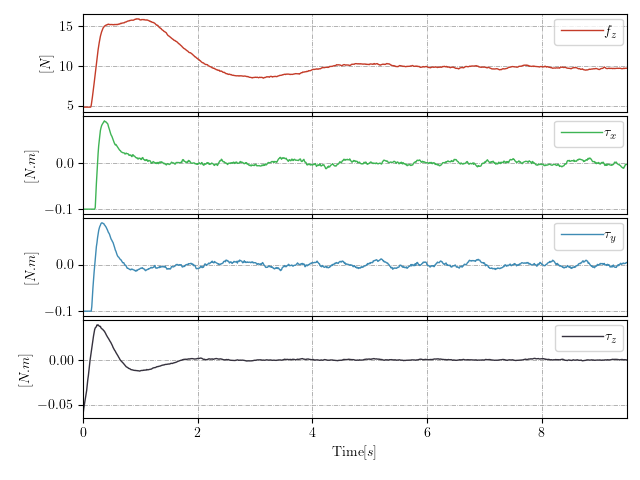 15
10
5
[N]
f_z
0.0
−0.1
[N.m]
τ_x
0.0
−0.1
[N.m]
τ_y
0.00
−0.05
[N.m]
τ_z
0 2 4 6 8
Time[s]